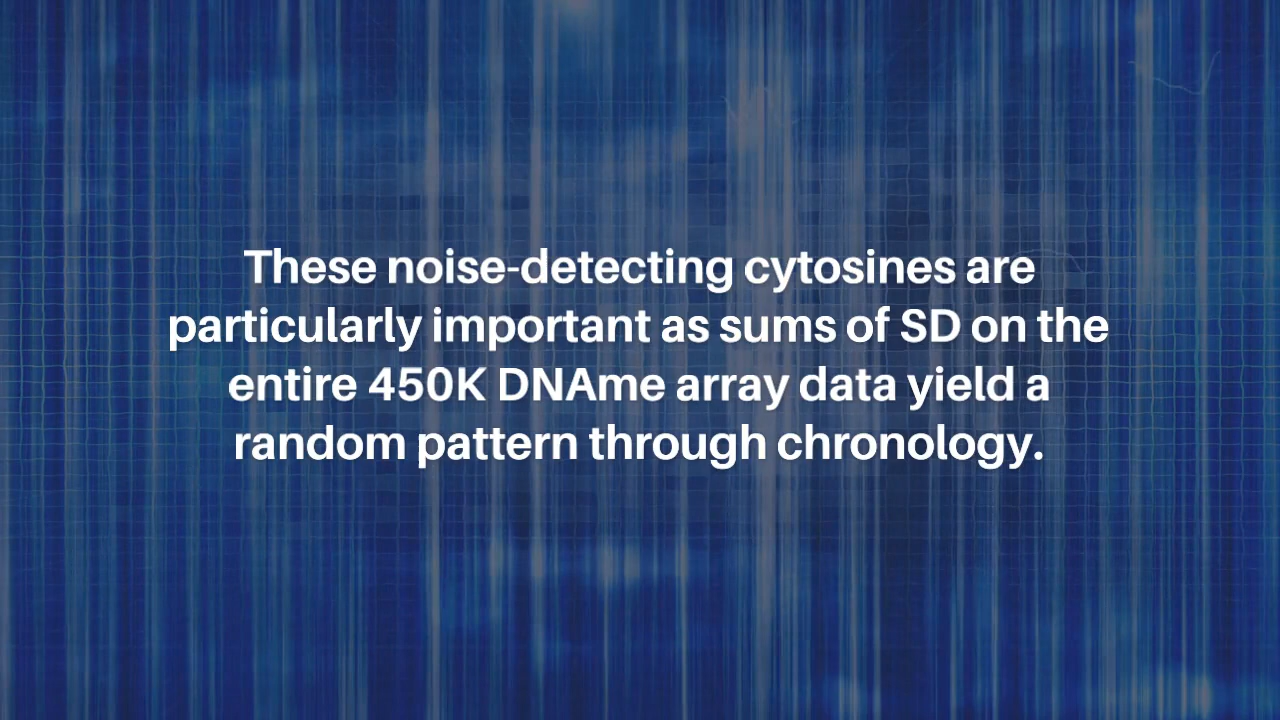 These noise-detecting cytosines are
particularly important as sums of SD on the
entire 450K DNAme array data yield a
random pattern through chronology.